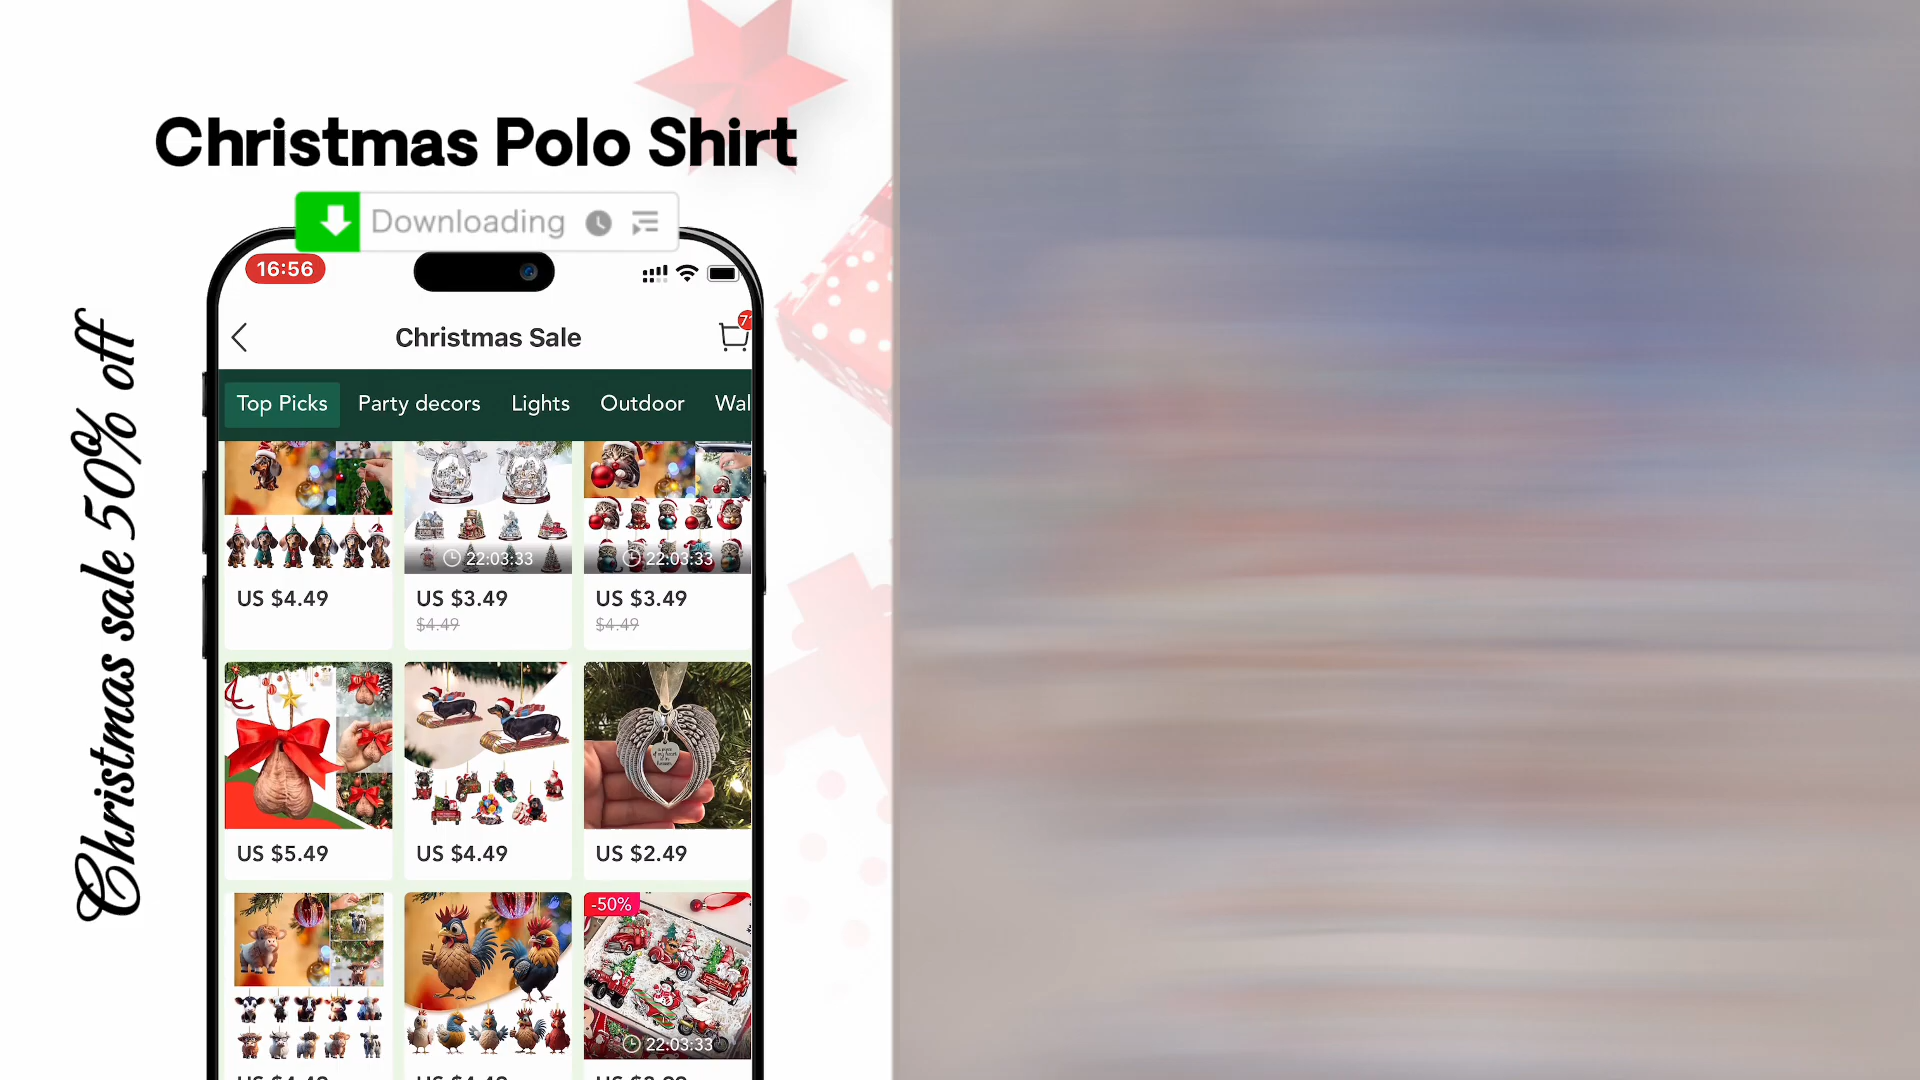 Christmas Polo Shirt
Downloading
16:56
Christmas Sale
Christmas sale 50% off
Top Picks
Party decors
Lights
Outdoor
22:03:33
22:03:33
US $4.49
US $3.49
US $3.49
$4.49
$4.49
US $5.49
US $4.49
US $2.49
-50%
22:03:33